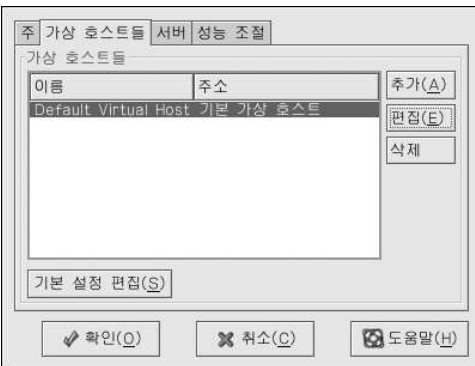 주 가상 호스트들 서버 성능 조절
가상 호스트들
이름 주소 추가(A)
Default Virtual Host 기본 가상 호스트 편집(E)
삭제
기본 설정 편집(S)
확인(O) 취소(C) 도움말(H)